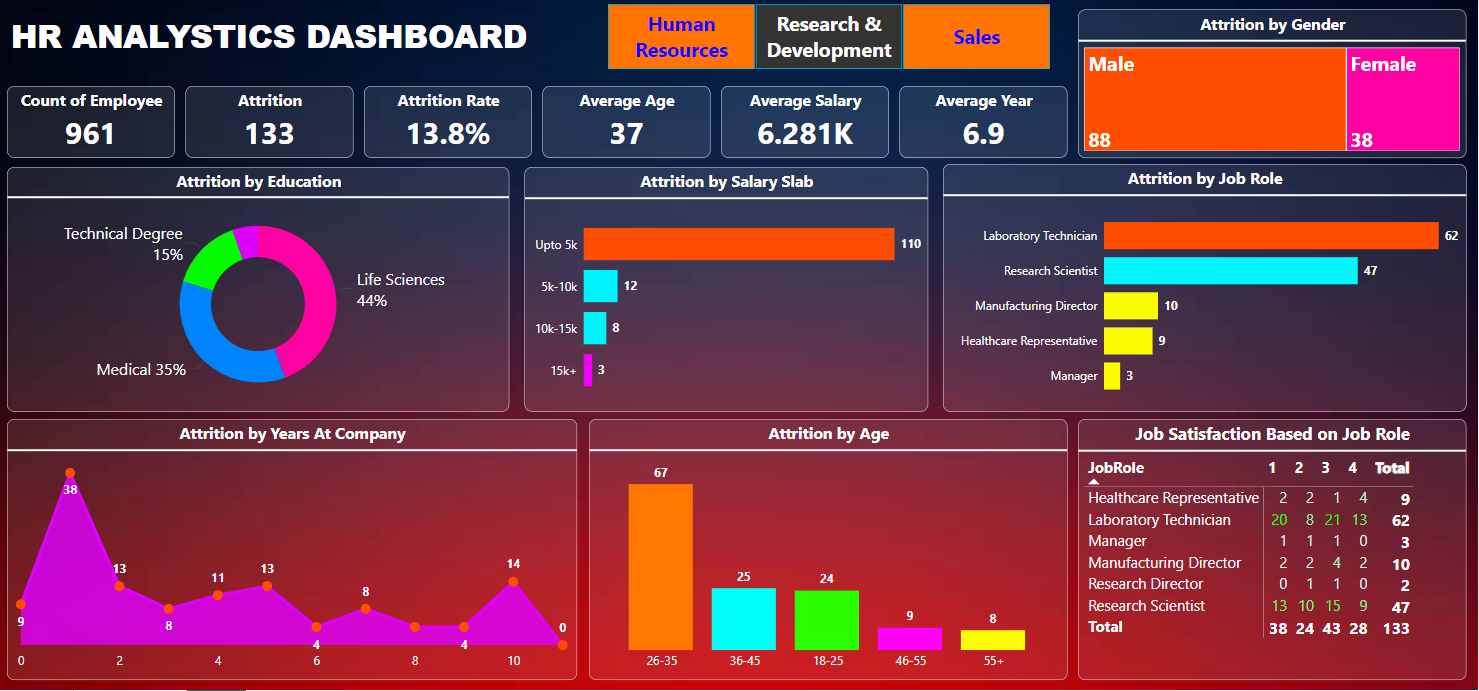 HR ANALYSTICS DASHBOARD
Human
Resources
Research &
Development
Sales
Count of Employee
961
Attrition
133
Attrition Rate
13.8%
Average Age
37
Average Salary
6.281K
Average Year
6.9
Attrition by Gender
Male
88
Female
38
Attrition by Education
Technical Degree
15%
Life Sciences
44%
Medical 35%
Attrition by Salary Slab
Upto 5k 110
5k-10k 12
10k-15k 8
15k+ 3
Attrition by Job Role
Laboratory Technician 62
Research Scientist 47
Manufacturing Director 10
Healthcare Representative 9
Manager 3
Attrition by Years At Company
38
13
11
13
8
14
0
9
8
4
4
0 2 4 6 8 10
Attrition by Age
67
25
24
9
8
26-35 36-45 18-25 46-55 55+
Job Satisfaction Based on Job Role
JobRole 1 2 3 4 Total
Healthcare Representative 2 2 1 4 9
Laboratory Technician 20 8 21 13 62
Manager 1 1 1 0 3
Manufacturing Director 2 2 4 2 10
Research Director 0 1 1 0 2
Research Scientist 13 10 15 9 47
Total 38 24 43 28 133